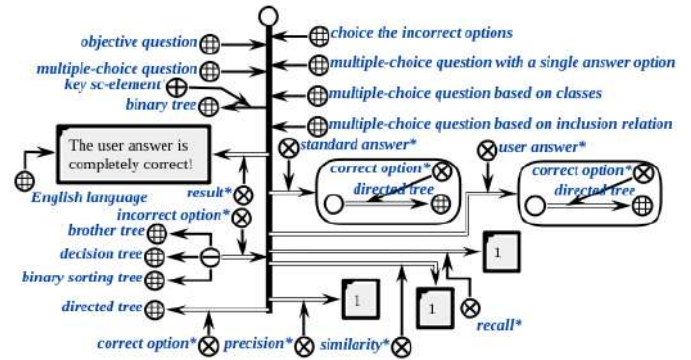 choice the incorrect options
objective question
multiple-choice question with a single answer option
multiple-choice question
key sc-element'
multiple-choice question based on classes
binary tree
multiple-choice question based on inclusion relation
The user answer is
completely correct!
standard answer*
user answer*
correct option*
directed tree
correct option*
directed tree
English language
result*
incorrect option*
brother tree
decision tree
binary sorting tree
1
1
1
directed tree
recall*
correct option*
precision*
similarity*